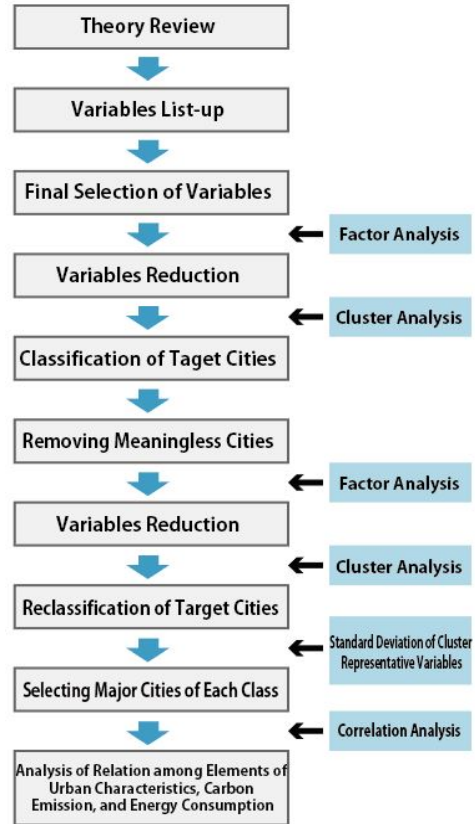 Theory Review
Variables List-up
Final Selection of Variables
Factor Analysis
Variables Reduction
Cluster Analysis
Classification of Taget Cities
Removing Meaningless Cities
Factor Analysis
Variables Reduction
Cluster Analysis
Reclassification of Target Cities
Standard Deviation of Cluster
Representative Variables
Selecting Major Cities of Each Class
Correlation Analysis
Analysis of Relation among Elements of
Urban Characteristics, Carbon
Emission, and Energy Consumption